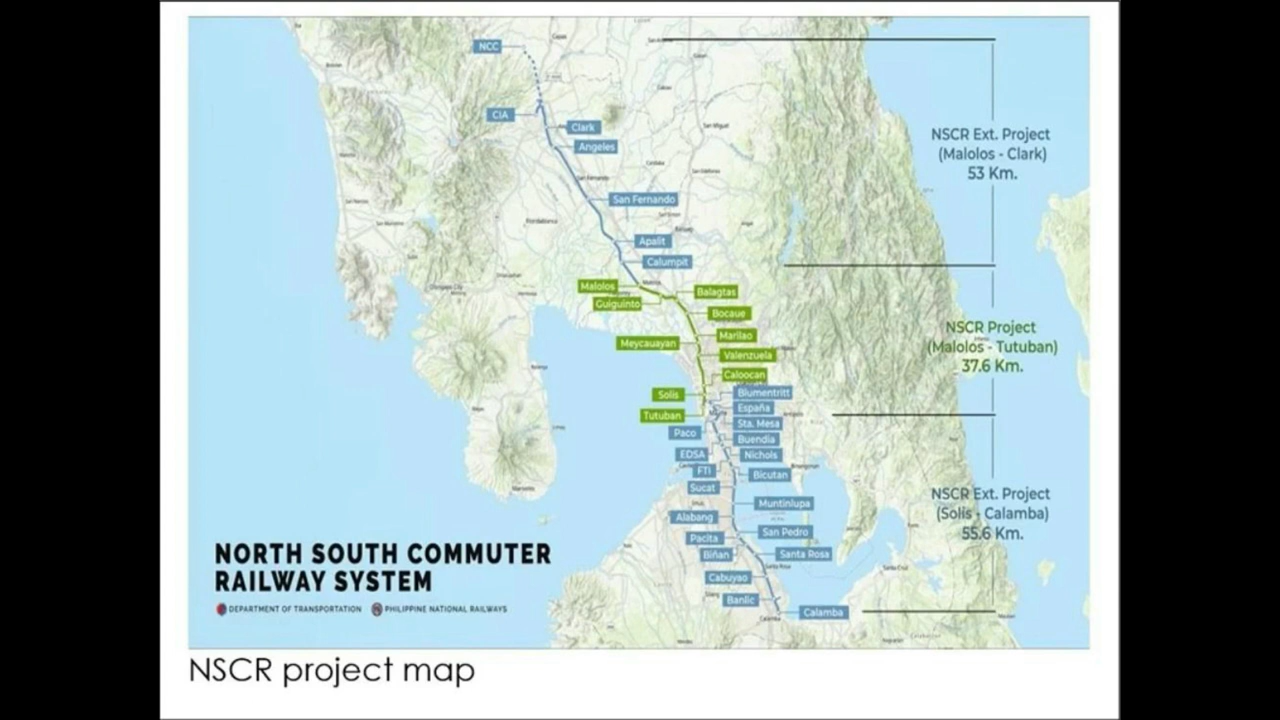 NCC
CIA
Clark
Angeles
San Fernando
Apalit
Calumpit
Malolos
Balagtas
Guiguinto
Bocaue
Marilao
Meycauayan
Valenzuela
Caloocan
Blumentritt
Solis
España
Tutuban
Sta. Mesa
Paco
Buendia
EDSA
Nichols
FTI
Bicutan
Sucat
Muntinlupa
Alabang
San Pedro
Pacita
Biñan
Santa Rosa
Cabuyao
Banlic
Calamba
NSCR Ext. Project
(Malolos - Clark)
53 Km.
NSCR Project
(Malolos - Tutuban)
37.6 Km.
NSCR Ext. Project
(Solis - Calamba)
55.6 Km.
NORTH SOUTH COMMUTER
RAILWAY SYSTEM
DEPARTMENT OF TRANSPORTATION PHILIPPINE NATIONAL RAILWAYS
NSCR project map